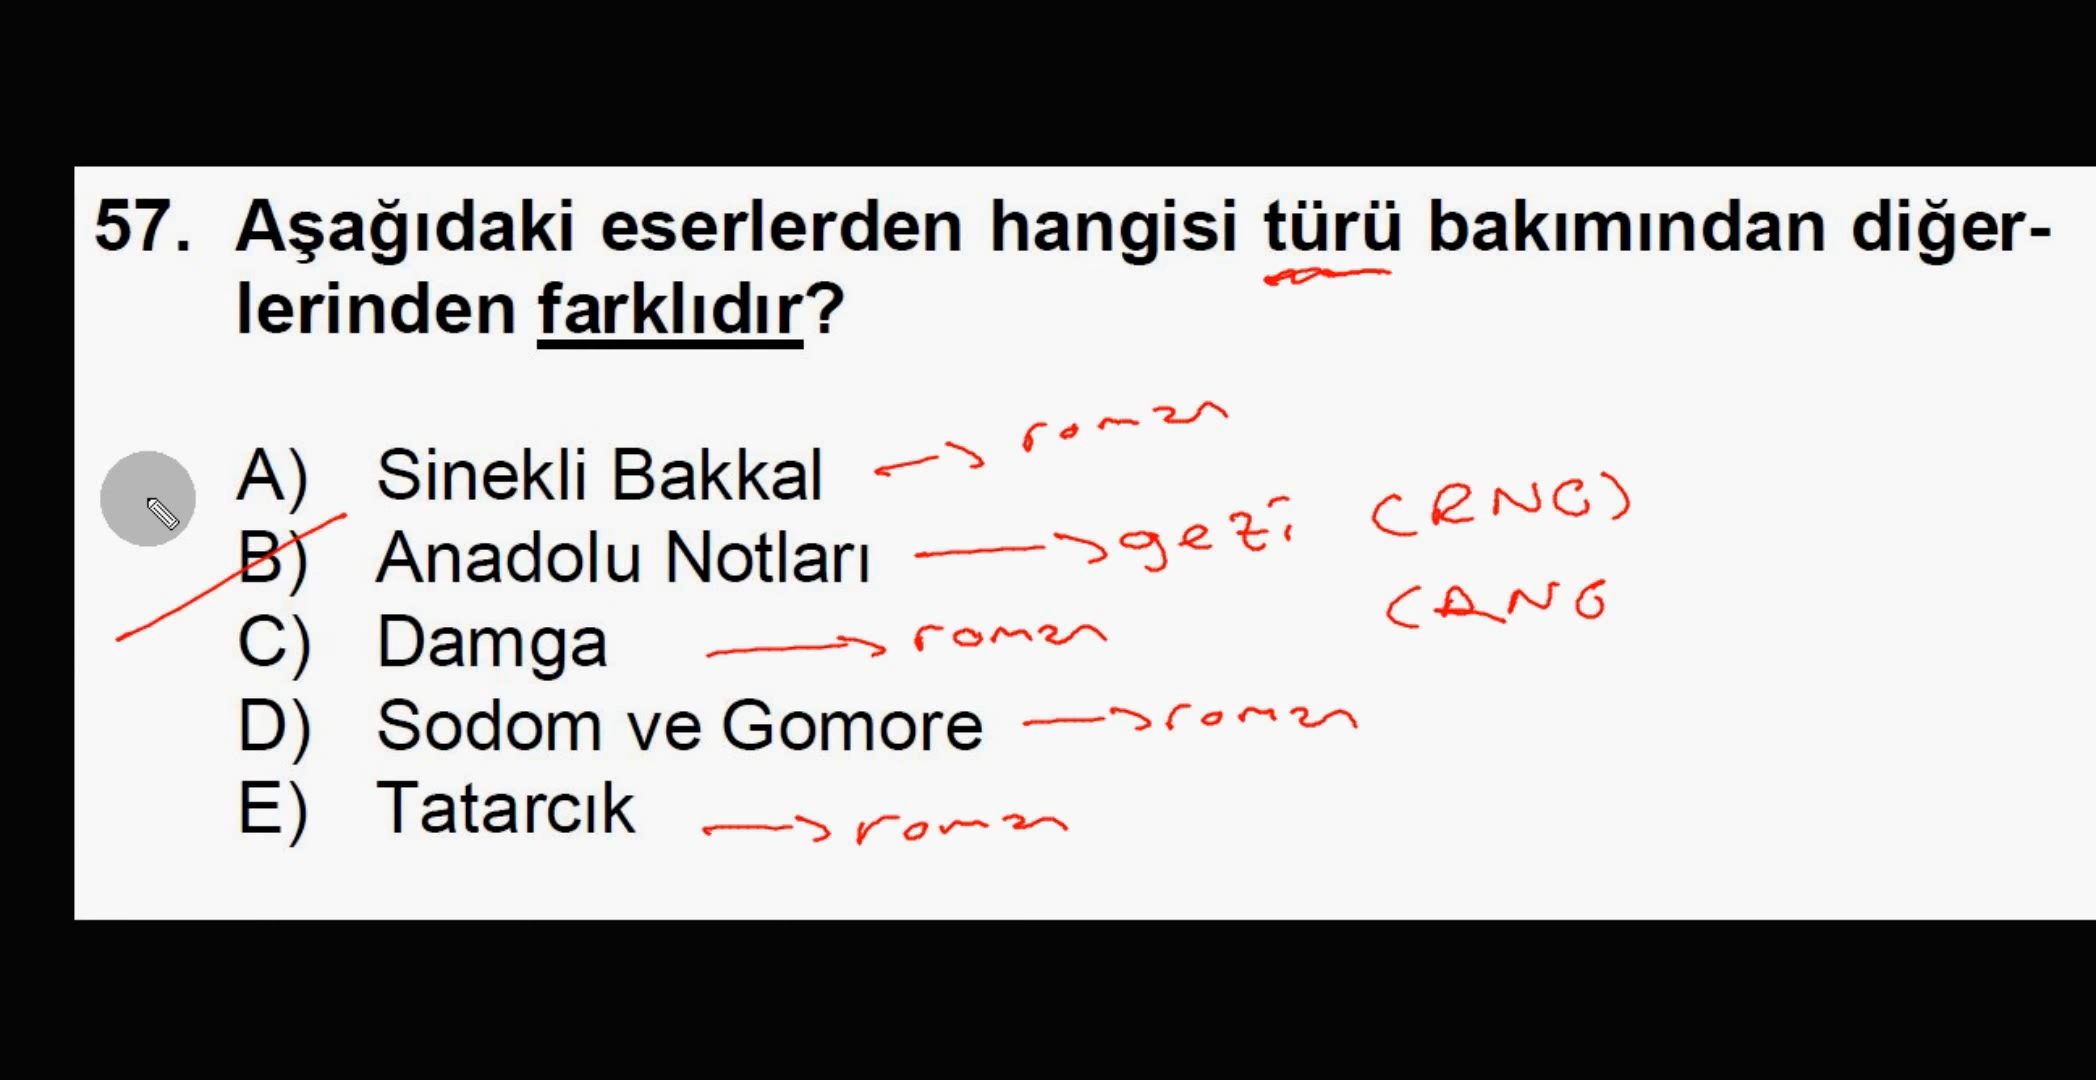 57. Aşağıdaki eserlerden hangisi türü bakımından diğer-
lerinden farklıdır?
A) Sinekli Bakkal → roman
B) Anadolu Notları → gezi (RNG)
(ANG
C) Damga → roman
D) Sodom ve Gomore → roman
E) Tatarcık → roman